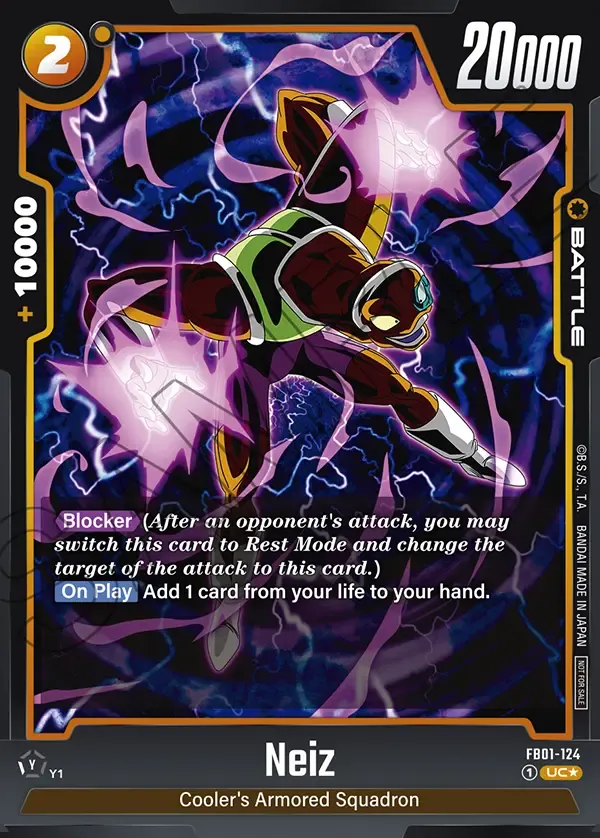 2
20000
+ 10000
BATTLE
Blocker (After an opponent's attack, you may
switch this card to Rest Mode and change the
target of the attack to this card.)
On Play Add 1 card from your life to your hand.
©B.S./S., T.A. BANDAI MADE IN JAPAN
NOT FOR SALE
Y Y1
Neiz
FB01-124
1 UC★
Cooler's Armored Squadron